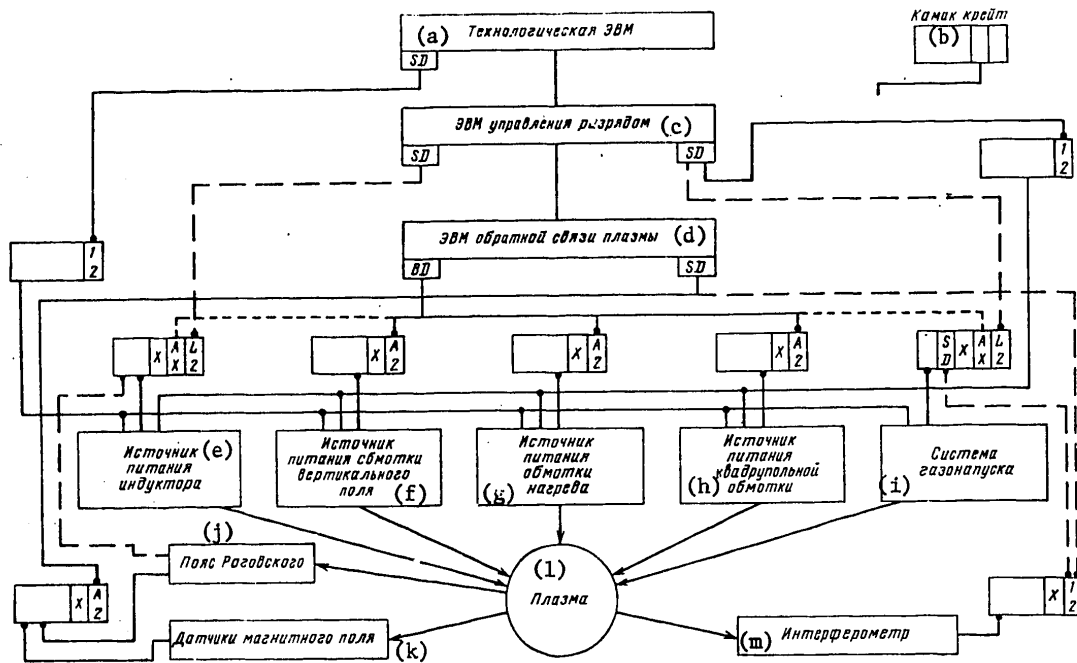 Камак крейт
(b)
(a) Технологическая ЭВМ
SD
ЭВМ управления разрядом (c)
SD
SD
1
2
ЭВМ обратной связи плазмы (d)
BD
SD
1
2
X
A
X
L
2
X
A
2
X
A
2
X
A
2
S
D
X
A
X
L
2
Источник (e)
питания
индуктора
Источник
питания обмотки
вертикального
поля
(f)
Источник
питания
обмотки
нагрева
(g)
Источник
питания
квадрупольной
обмотки
(h)
Система
газонапуска
(i)
(j)
Пояс Роговского
(l)
Плазма
X
A
2
X
1
2
Датчики магнитного поля
(k)
(m) Интерферометр